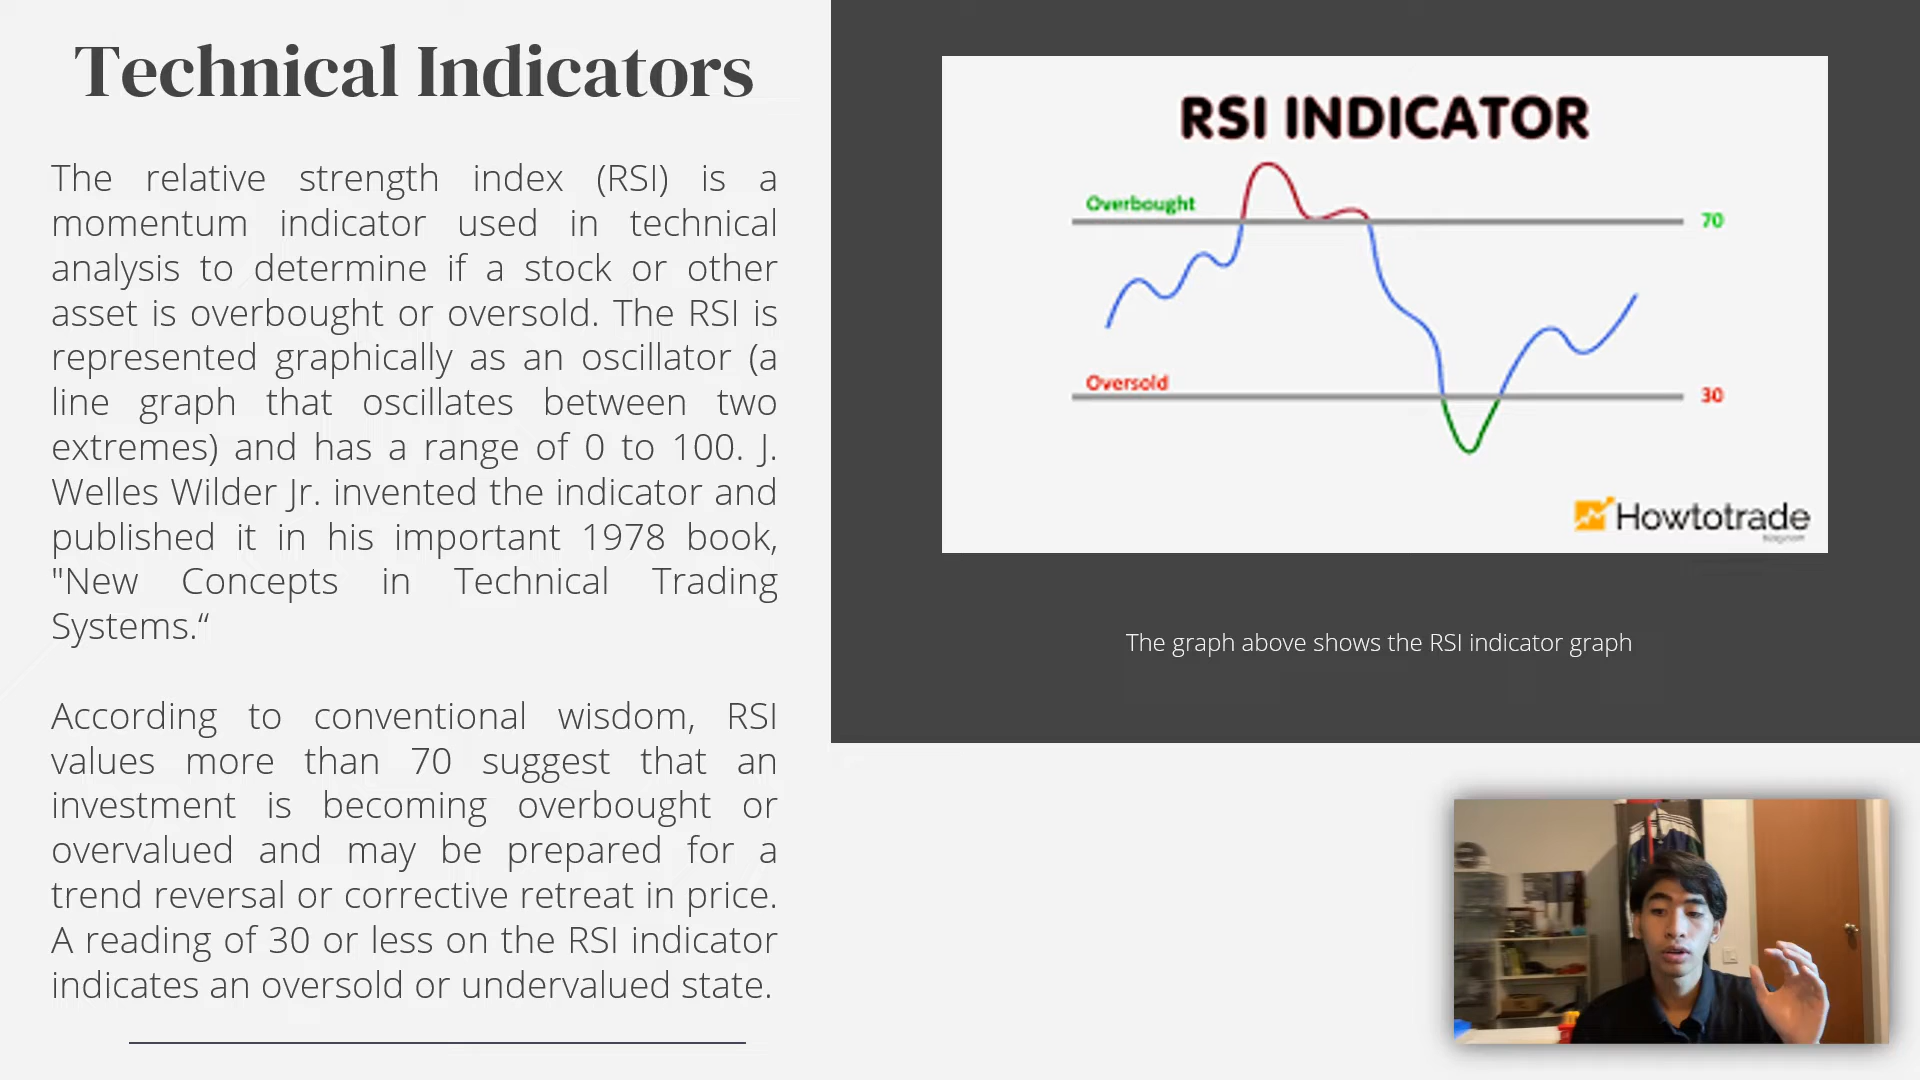 Technical Indicators
The relative strength index (RSI) is a
momentum indicator used in technical
analysis to determine if a stock or other
asset is overbought or oversold. The RSI is
represented graphically as an oscillator (a
line graph that oscillates between two
extremes) and has a range of 0 to 100. J.
Welles Wilder Jr. invented the indicator and
published it in his important 1978 book,
"New Concepts in Technical Trading
Systems.“
According to conventional wisdom, RSI
values more than 70 suggest that an
investment is becoming overbought or
overvalued and may be prepared for a
trend reversal or corrective retreat in price.
A reading of 30 or less on the RSI indicator
indicates an oversold or undervalued state.
RSI INDICATOR
Overbought
70
Oversold
30
Howtotrade
The graph above shows the RSI indicator graph